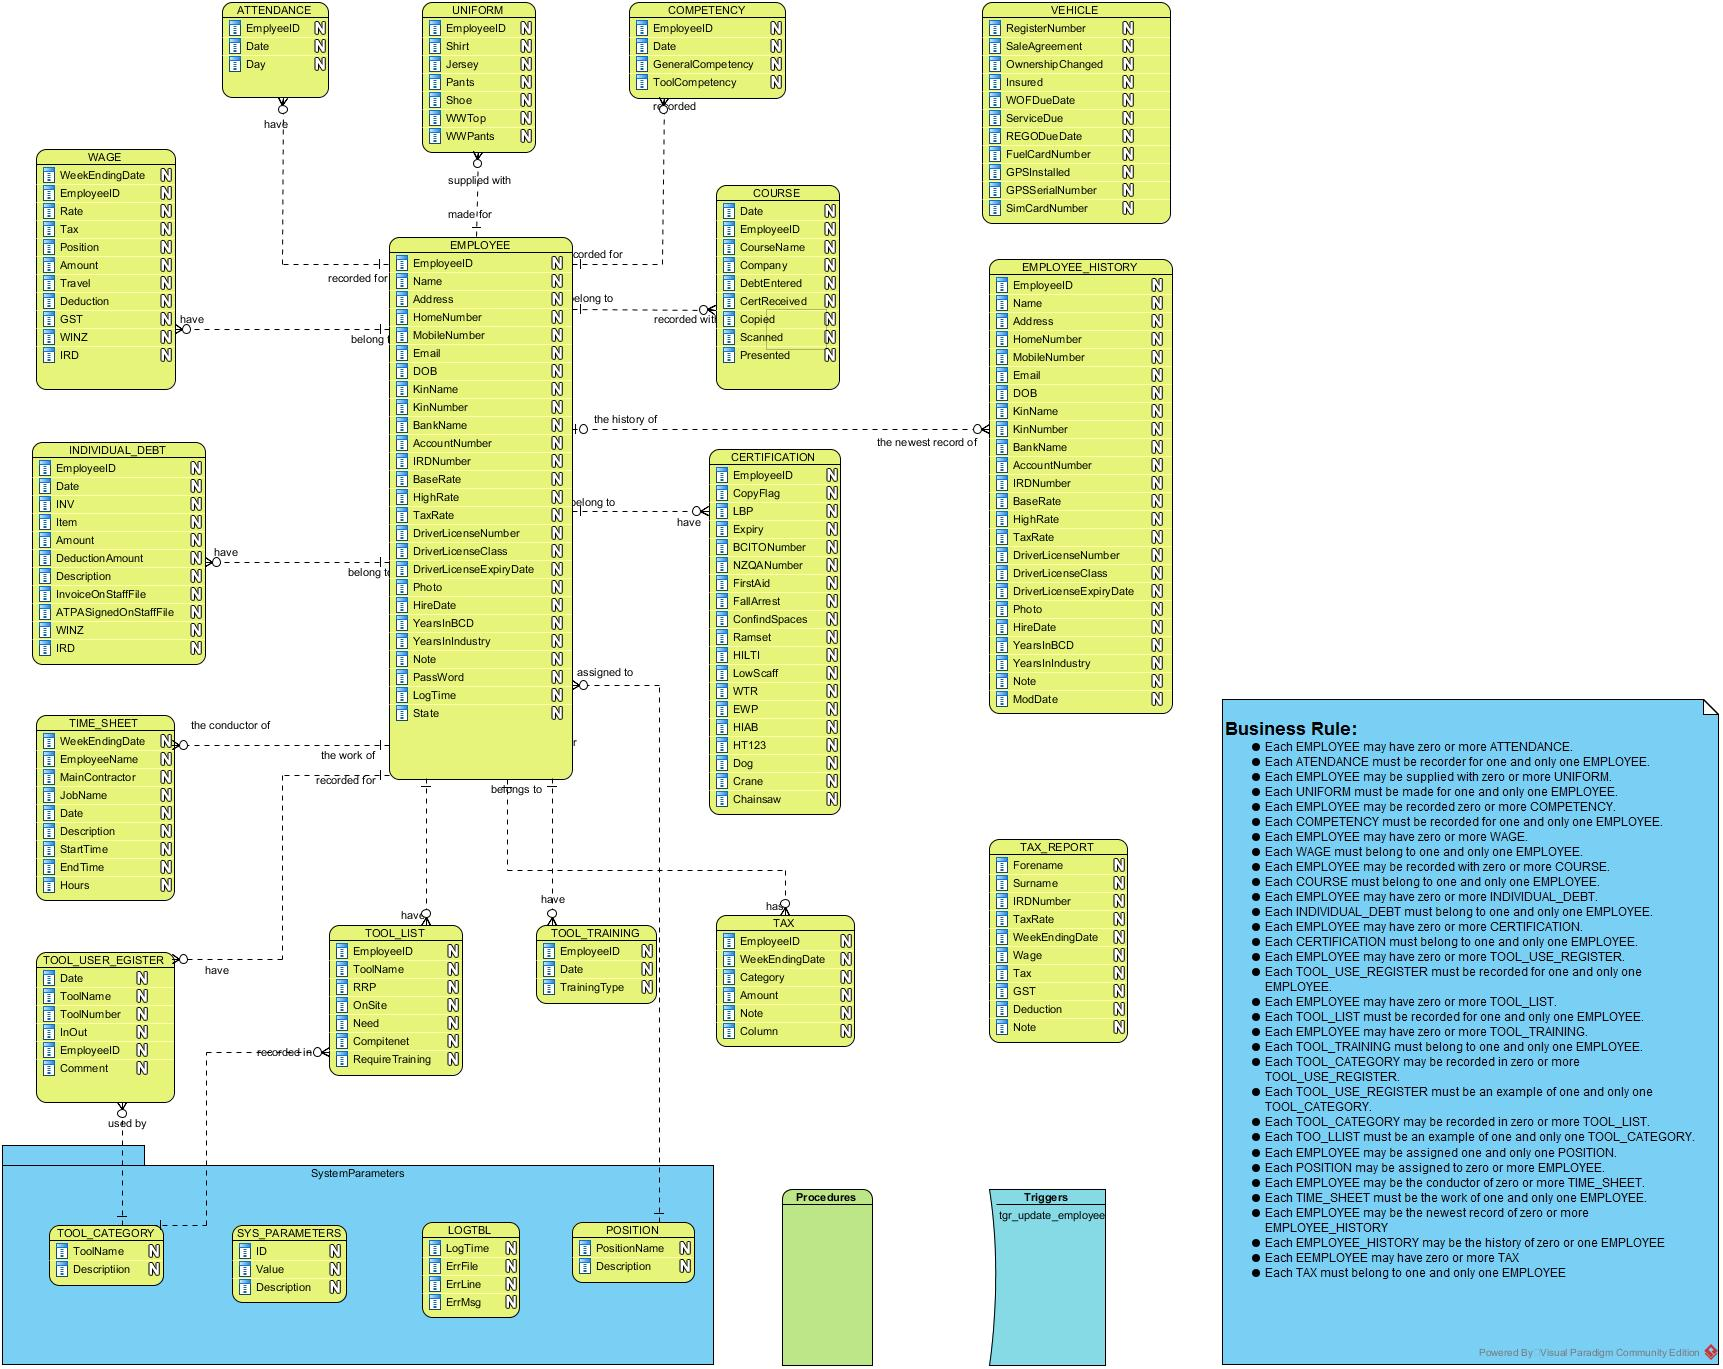 ATTENDANCE
EmplyeeID N
Date N
Day N
have
UNIFORM
EmployeeID N
Shirt N
Jersey N
Pants N
Shoe N
WWTop N
WWPants N
supplied with
made for
COMPETENCY
EmployeeID N
Date N
GeneralCompetency N
ToolCompetency N
recorded
VEHICLE
RegisterNumber N
SaleAgreement N
OwnershipChanged N
Insured N
WOFDueDate N
ServiceDue N
REGODueDate N
FuelCardNumber N
GPSInstalled N
GPSSerialNumber N
SimCardNumber N
WAGE
WeekEndingDate N
EmployeeID N
Rate N
Tax N
Position N
Amount N
Travel N
Deduction N
GST N
WINZ N
IRD N
have
recorded for
belong t
COURSE
Date N
EmployeeID N
CourseName N
Company N
DebtEntered N
CertReceived N
Copied N
Scanned N
Presented N
corded for
elong to
recorded with
EMPLOYEE
EmployeeID N
Name N
Address N
HomeNumber N
MobileNumber N
Email N
DOB N
KinName N
KinNumber N
BankName N
AccountNumber N
IRDNumber N
BaseRate N
HighRate N
TaxRate N
DriverLicenseNumber N
DriverLicenseClass N
DriverLicenseExpiryDate N
Photo N
HireDate N
YearsInBCD N
YearsInIndustry N
Note N
PassWord N
LogTime N
State N
EMPLOYEE_HISTORY
EmployeeID N
Name N
Address N
HomeNumber N
MobileNumber N
Email N
DOB N
KinName N
KinNumber N
BankName N
AccountNumber N
IRDNumber N
BaseRate N
HighRate N
TaxRate N
DriverLicenseNumber N
DriverLicenseClass N
DriverLicenseExpiryDate N
Photo N
HireDate N
YearsInBCD N
YearsInIndustry N
Note N
ModDate N
the history of
the newest record of
INDIVIDUAL_DEBT
EmployeeID N
Date N
INV N
Item N
Amount N
DeductionAmount N
Description N
InvoiceOnStaffFile N
ATPASignedOnStaffFile N
WINZ N
IRD N
have
belong to
CERTIFICATION
EmployeeID N
CopyFlag N
LBP N
Expiry N
BCITONumber N
NZQANumber N
FirstAid N
FallArrest N
ConfindSpaces N
Ramset N
HILTI N
LowScaff N
WTR N
EWP N
HIAB N
HT123 N
Dog N
Crane N
Chainsaw N
belong to
have
assigned to
r
TIME_SHEET
WeekEndingDate N
EmployeeName N
MainContractor N
JobName N
Date N
Description N
StartTime N
EndTime N
Hours N
the conductor of
the work of
recorded for
belongs to
TOOL_USER_EGISTER
Date N
ToolName N
ToolNumber N
InOut N
EmployeeID N
Comment N
have
used by
TOOL_LIST
EmployeeID N
ToolName N
RRP N
OnSite N
Need N
Compitenet N
RequireTraining N
have
recorded in
TOOL_TRAINING
EmployeeID N
Date N
TrainingType N
have
TAX
EmployeeID N
WeekEndingDate N
Category N
Amount N
Note N
Column N
has
TAX_REPORT
Forename N
Surname N
IRDNumber N
TaxRate N
WeekEndingDate N
Wage N
Tax N
GST N
Deduction N
Note N
SystemParameters
TOOL_CATEGORY
ToolName N
Descriptiion N
SYS_PARAMETERS
ID N
Value N
Description N
LOGTBL
LogTime N
ErrFile N
ErrLine N
ErrMsg N
POSITION
PositionName N
Description N
Procedures
Triggers
tgr_update_employee
Business Rule:
● Each EMPLOYEE may have zero or more ATTENDANCE.
● Each ATENDANCE must be recorder for one and only one EMPLOYEE.
● Each EMPLOYEE may be supplied with zero or more UNIFORM.
● Each UNIFORM must be made for one and only one EMPLOYEE.
● Each EMPLOYEE may be recorded zero or more COMPETENCY.
● Each COMPETENCY must be recorded for one and only one EMPLOYEE.
● Each EMPLOYEE may have zero or more WAGE.
● Each WAGE must belong to one and only one EMPLOYEE.
● Each EMPLOYEE may be recorded with zero or more COURSE.
● Each COURSE must belong to one and only one EMPLOYEE.
● Each EMPLOYEE may have zero or more INDIVIDUAL_DEBT.
● Each INDIVIDUAL_DEBT must belong to one and only one EMPLOYEE.
● Each EMPLOYEE may have zero or more CERTIFICATION.
● Each CERTIFICATION must belong to one and only one EMPLOYEE.
● Each EMPLOYEE may have zero or more TOOL_USE_REGISTER.
● Each TOOL_USE_REGISTER must be recorded for one and only one
EMPLOYEE.
● Each EMPLOYEE may have zero or more TOOL_LIST.
● Each TOOL_LIST must be recorded for one and only one EMPLOYEE.
● Each EMPLOYEE may have zero or more TOOL_TRAINING.
● Each TOOL_TRAINING must belong to one and only one EMPLOYEE.
● Each TOOL_CATEGORY may be recorded in zero or more
TOOL_USE_REGISTER.
● Each TOOL_USE_REGISTER must be an example of one and only one
TOOL_CATEGORY.
● Each TOOL_CATEGORY may be recorded in zero or more TOOL_LIST.
● Each TOO_LLIST must be an example of one and only one TOOL_CATEGORY.
● Each EMPLOYEE may be assigned one and only one POSITION.
● Each POSITION may be assigned to zero or more EMPLOYEE.
● Each EMPLOYEE may be the conductor of zero or more TIME_SHEET.
● Each TIME_SHEET must be the work of one and only one EMPLOYEE.
● Each EMPLOYEE may be the newest record of zero or more
EMPLOYEE_HISTORY
● Each EMPLOYEE_HISTORY may be the history of zero or one EMPLOYEE
● Each EEMPLOYEE may have zero or more TAX
● Each TAX must belong to one and only one EMPLOYEE
Powered By Visual Paradigm Community Edition